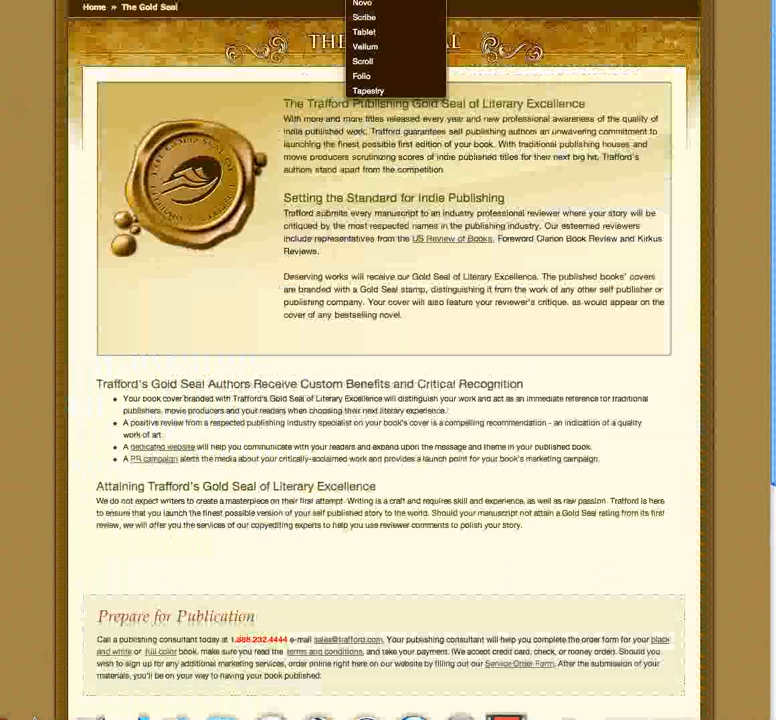 Home » The Gold Seal
Novo
Scribe
Tablet
Vellum
Scroll
Folio
Tapestry
The Trafford Publishing Gold Seal of Literary Excellence
With more and more titles released every year and new professional awareness of the quality of
indie published work, Trafford guarantees self publishing authors an unwavering commitment to
launching the finest possible first edition of your book. With traditional publishing houses and
movie producers scrutinizing scores of indie published titles for their next big hit, Trafford's
authors stand apart from the competition.
Setting the Standard for Indie Publishing
Trafford submits every manuscript to an industry professional reviewer where your story will be
critiqued by the most respected names in the publishing industry. Our esteemed reviewers
include representatives from the US Review of Books, Foreword Clarion Book Review and Kirkus
Reviews.
Deserving works will receive our Gold Seal of Literary Excellence. The published books' covers
are branded with a Gold Seal stamp, distinguishing it from the work of any other self publisher or
publishing company. Your cover will also feature your reviewer's critique, as would appear on the
cover of any bestselling novel.
Trafford's Gold Seal Authors Receive Custom Benefits and Critical Recognition
• Your book cover branded with Trafford's Gold Seal of Literary Excellence will distinguish your work and act as an immediate reference for traditional
publishers, movie producers and your readers when choosing their next literary experience.
• A positive review from a respected publishing industry specialist on your book's cover is a compelling recommendation - an indication of a quality
work of art.
• A dedicated website will help you communicate with your readers and expand upon the message and theme in your published book.
• A PR campaign alerts the media about your critically-acclaimed work and provides a launch point for your book's marketing campaign.
Attaining Trafford's Gold Seal of Literary Excellence
We do not expect writers to create a masterpiece on their first attempt. Writing is a craft and requires skill and experience, as well as raw passion. Trafford is here
to ensure that you launch the finest possible version of your self published story to the world. Should your manuscript not attain a Gold Seal rating from its first
review, we will offer you the services of our copyediting experts to help you use reviewer comments to polish your story.
Prepare for Publication
Call a publishing consultant today at 1.888.232.4444 e-mail sales@trafford.com. Your publishing consultant will help you complete the order form for your black
and white or full color book, make sure you read the terms and conditions, and take your payment. (We accept credit card, check, or money order). Should you
wish to sign up for any additional marketing services, order online right here on our website by filling out our Service Order Form. After the submission of your
materials, you'll be on your way to having your book published.